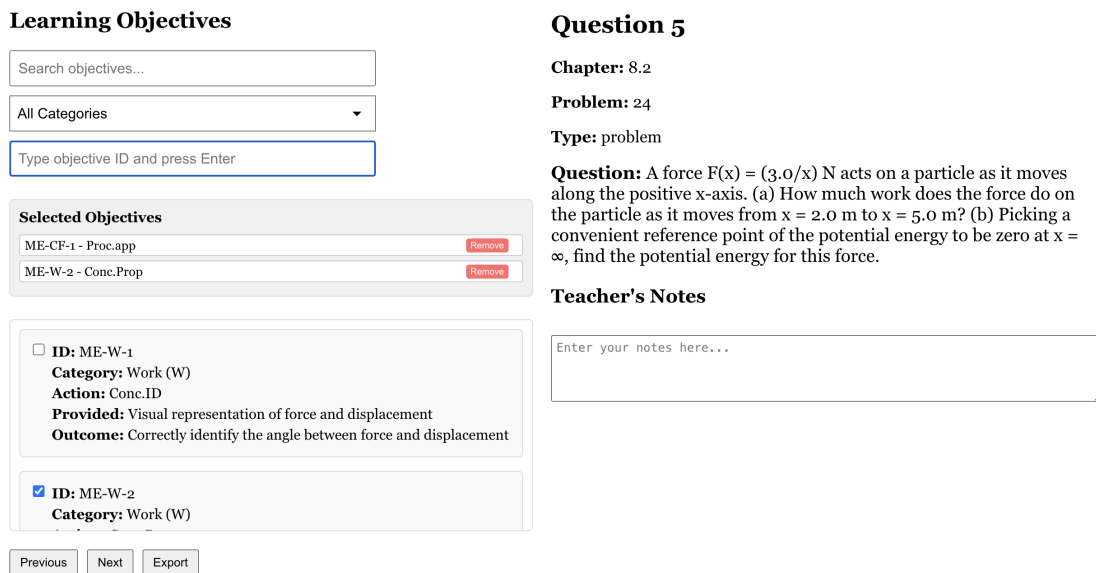 Learning Objectives
Search objectives...
All Categories
Type objective ID and press Enter
Selected Objectives
ME-CF-1 - Proc.app
Remove
ME-W-2 - Conc.Prop
Remove
ID: ME-W-1
Category: Work (W)
Action: Conc.ID
Provided: Visual representation of force and displacement
Outcome: Correctly identify the angle between force and displacement
ID: ME-W-2
Category: Work (W)
Previous
Next
Export
Question 5
Chapter: 8.2
Problem: 24
Type: problem
Question: A force F(x) = (3.0/x) N acts on a particle as it moves
along the positive x-axis. (a) How much work does the force do on
the particle as it moves from x = 2.0 m to x = 5.0 m? (b) Picking a
convenient reference point of the potential energy to be zero at x =
∞, find the potential energy for this force.
Teacher's Notes
Enter your notes here...